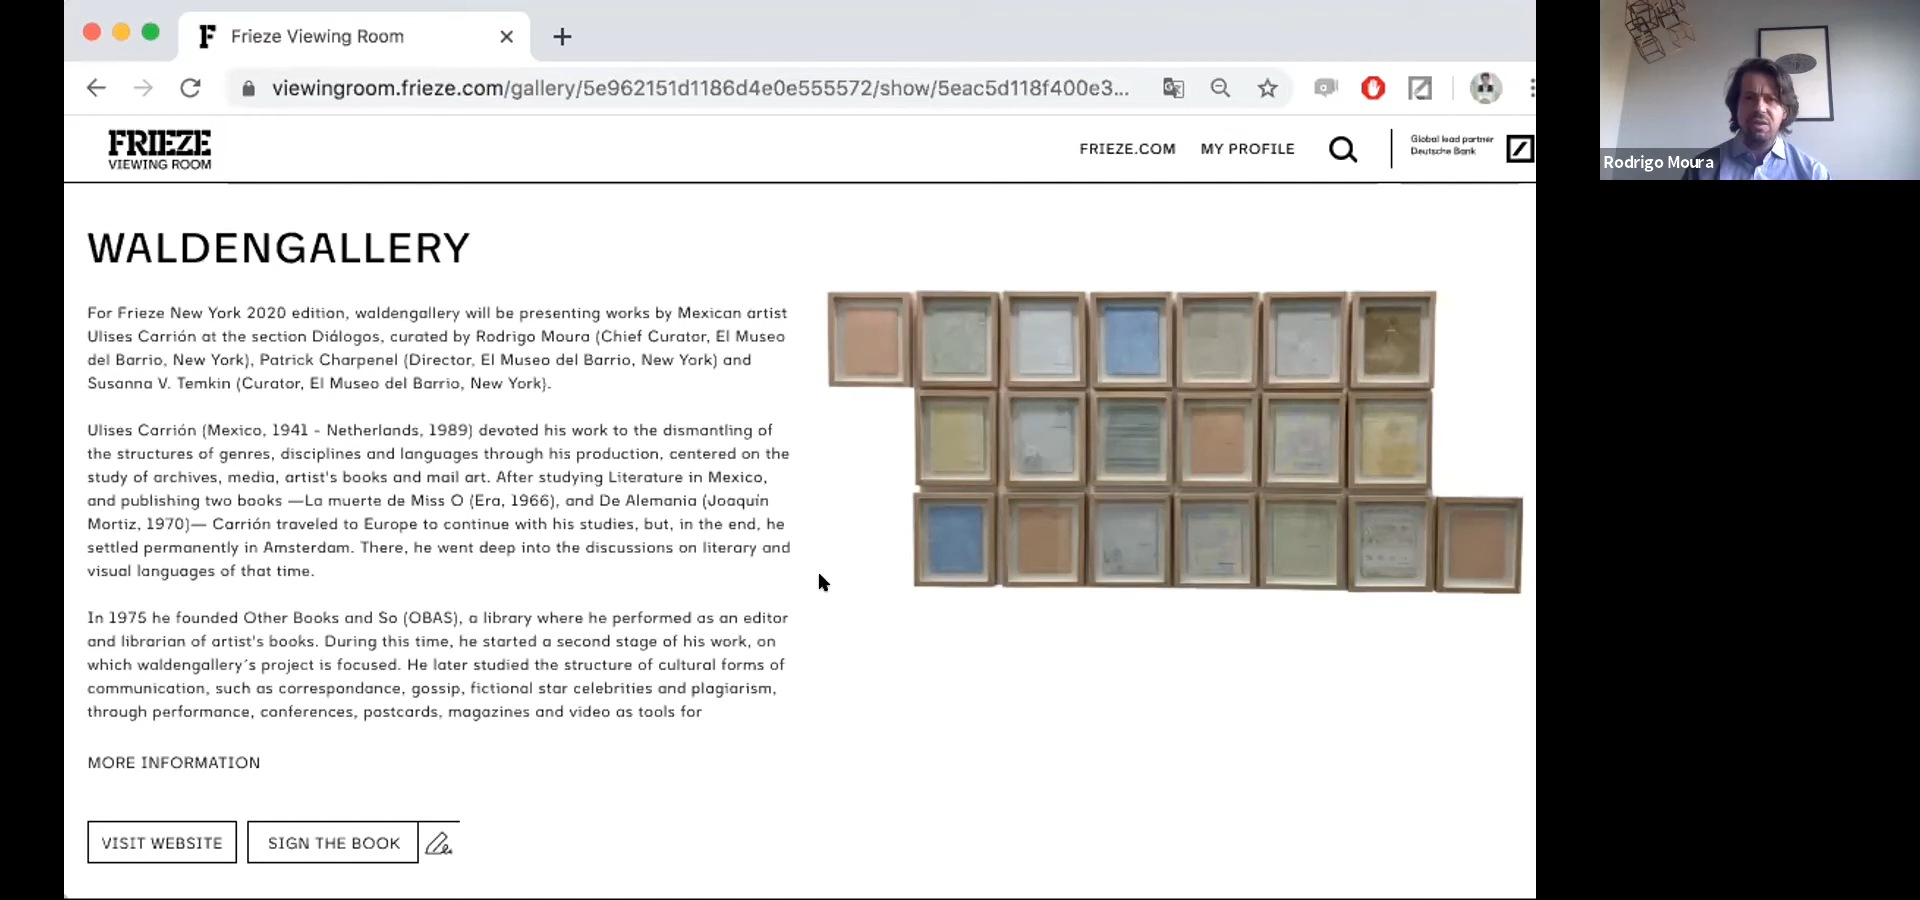 Frieze Viewing Room
viewingroom.frieze.com/gallery/5e962151d1186d4e0e555572/show/5eac5d118f400e3...
FRIEZE
VIEWING ROOM
FRIEZE.COM
MY PROFILE
Global lead partner
Deutsche Bank
Rodrigo Moura
WALDENGALLERY
For Frieze New York 2020 edition, waldengallery will be presenting works by Mexican artist
Ulises Carrión at the section Diálogos, curated by Rodrigo Moura (Chief Curator, El Museo
del Barrio, New York), Patrick Charpenel (Director, El Museo del Barrio, New York) and
Susanna V. Temkin (Curator, El Museo del Barrio, New York).
Ulises Carrión (Mexico, 1941 - Netherlands, 1989) devoted his work to the dismantling of
the structures of genres, disciplines and languages through his production, centered on the
study of archives, media, artist's books and mail art. After studying Literature in Mexico,
and publishing two books —La muerte de Miss O (Era, 1966), and De Alemania (Joaquín
Mortiz, 1970)— Carrión traveled to Europe to continue with his studies, but, in the end, he
settled permanently in Amsterdam. There, he went deep into the discussions on literary and
visual languages of that time.
In 1975 he founded Other Books and So (OBAS), a library where he performed as an editor
and librarian of artist's books. During this time, he started a second stage of his work, on
which waldengallery´s project is focused. He later studied the structure of cultural forms of
communication, such as correspondance, gossip, fictional star celebrities and plagiarism,
through performance, conferences, postcards, magazines and video as tools for
MORE INFORMATION
VISIT WEBSITE
SIGN THE BOOK